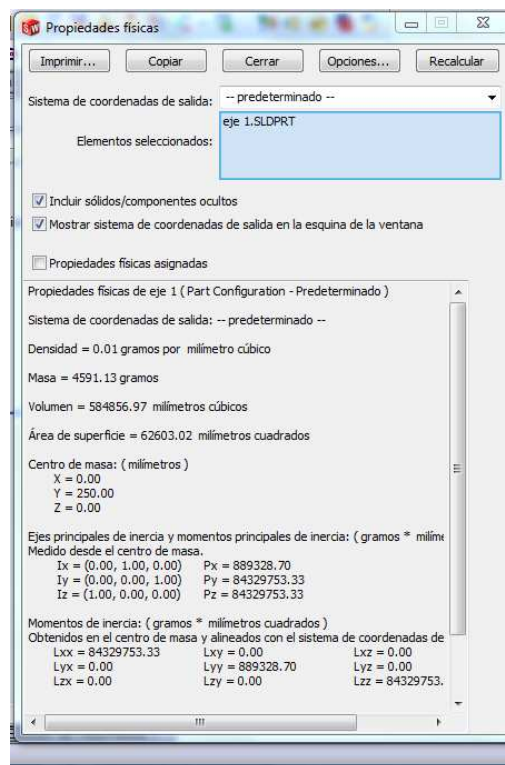 Propiedades físicas
Imprimir... Copiar Cerrar Opciones... Recalcular
Sistema de coordenadas de salida: -- predeterminado --
eje 1.SLDPRT
Elementos seleccionados:
Incluir sólidos/componentes ocultos
Mostrar sistema de coordenadas de salida en la esquina de la ventana
Propiedades físicas asignadas
Propiedades físicas de eje 1 ( Part Configuration - Predeterminado )
Sistema de coordenadas de salida: -- predeterminado --
Densidad = 0.01 gramos por milímetro cúbico
Masa = 4591.13 gramos
Volumen = 584856.97 milímetros cúbicos
Área de superficie = 62603.02 milímetros cuadrados
Centro de masa: ( milímetros )
X = 0.00
Y = 250.00
Z = 0.00
Ejes principales de inercia y momentos principales de inercia: ( gramos * milíme
Medido desde el centro de masa.
Ix = (0.00, 1.00, 0.00) Px = 889328.70
Iy = (0.00, 0.00, 1.00) Py = 84329753.33
Iz = (1.00, 0.00, 0.00) Pz = 84329753.33
Momentos de inercia: ( gramos * milímetros cuadrados )
Obtenidos en el centro de masa y alineados con el sistema de coordenadas de
Lxx = 84329753.33 Lxy = 0.00 Lxz = 0.00
Lyx = 0.00 Lyy = 889328.70 Lyz = 0.00
Lzx = 0.00 Lzy = 0.00 Lzz = 84329753.